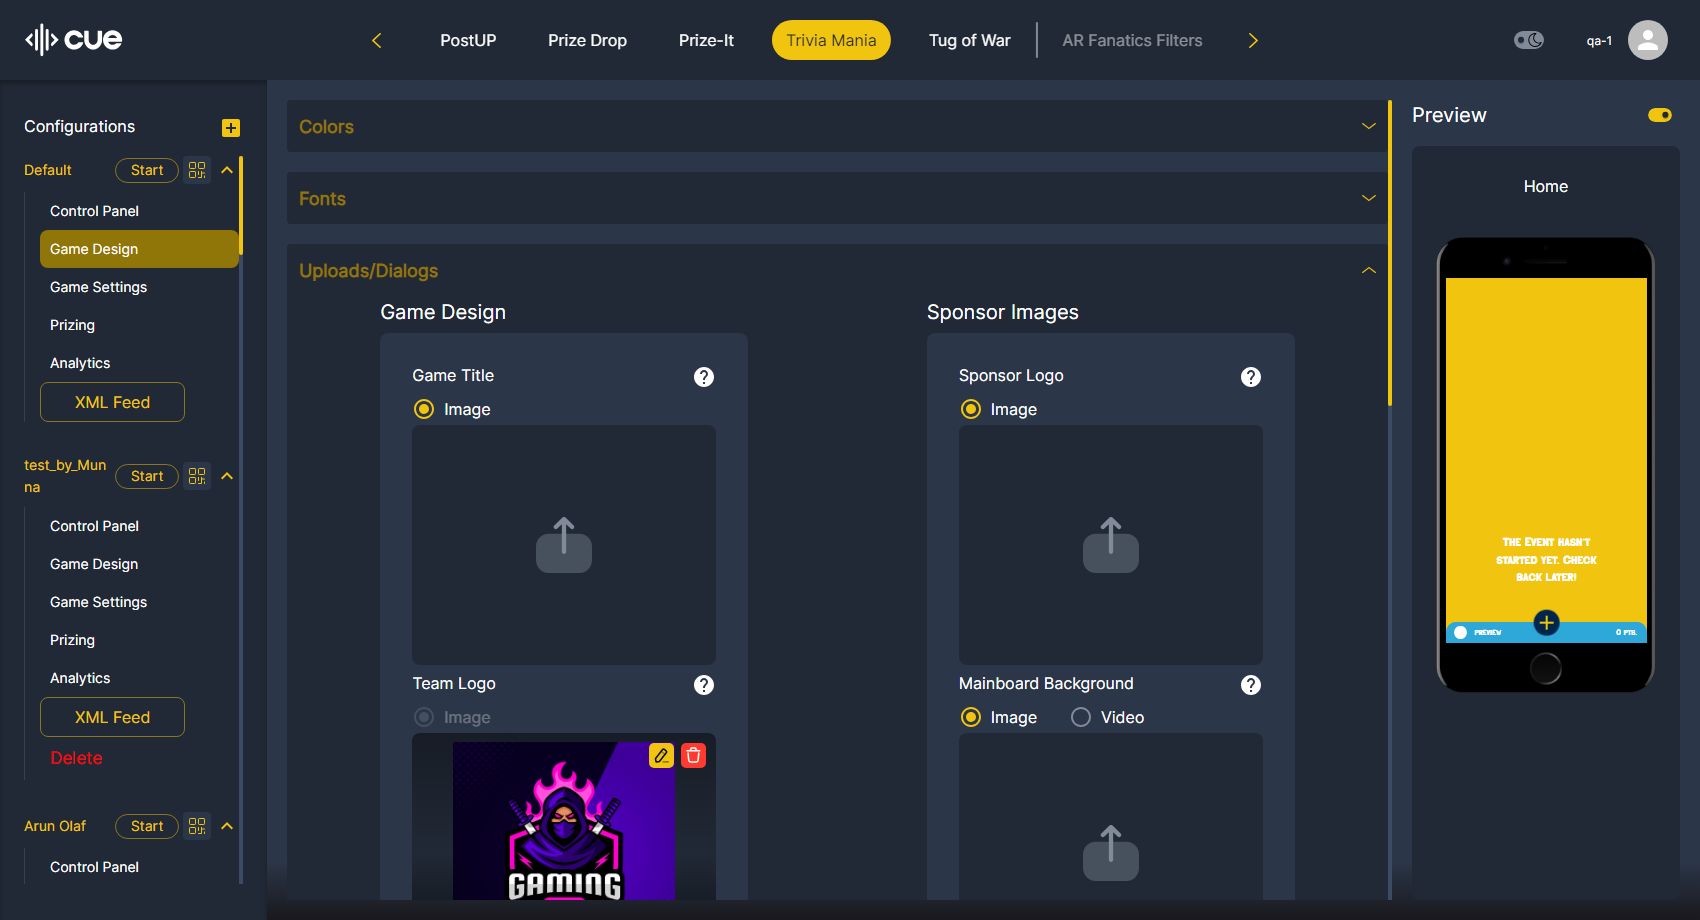 cue
PostUP
Prize Drop
Prize-It
Trivia Mania
Tug of War
AR Fanatics Filters
qa-1
Configurations
Default
Start
Control Panel
Game Design
Game Settings
Prizing
Analytics
XML Feed
test_by_Mun
na
Start
Control Panel
Game Design
Game Settings
Prizing
Analytics
XML Feed
Delete
Arun Olaf
Start
Control Panel
Colors
Fonts
Uploads/Dialogs
Game Design
Game Title
Image
Team Logo
Image
GAMING
Sponsor Images
Sponsor Logo
Image
Mainboard Background
Image
Video
Preview
Home
The Event hasn't
started yet. Check
back later!
PREVIEW
0 PTS.